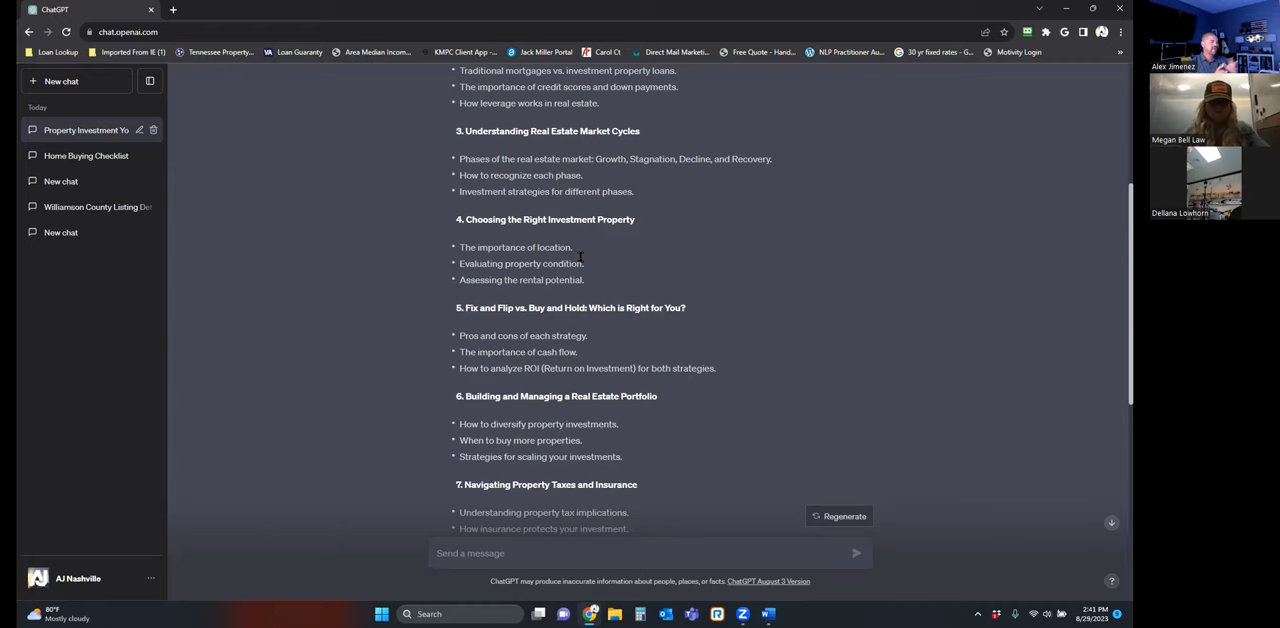 ChatGPT
chat.openai.com
Loan Lookup
Imported From IE (1)
Tennessee Property...
Loan Guaranty
Area Median Incom...
KMPC Client App -...
Jack Miller Portal
Carol Ct
Direct Mail Marketi...
Free Quote - Hand...
NLP Practitioner Au...
30 yr fixed rates - G...
Motivity Login
New chat
Today
Property Investment Yo
Home Buying Checklist
New chat
Williamson County Listing De
New chat
AJ Nashville
Traditional mortgages vs. investment property loans.
The importance of credit scores and down payments.
How leverage works in real estate.
3. Understanding Real Estate Market Cycles
Phases of the real estate market: Growth, Stagnation, Decline, and Recovery.
How to recognize each phase.
Investment strategies for different phases.
4. Choosing the Right Investment Property
The importance of location.
Evaluating property condition.
Assessing the rental potential.
5. Fix and Flip vs. Buy and Hold: Which is Right for You?
Pros and cons of each strategy.
The importance of cash flow.
How to analyze ROI (Return on Investment) for both strategies.
6. Building and Managing a Real Estate Portfolio
How to diversify property investments.
When to buy more properties.
Strategies for scaling your investments.
7. Navigating Property Taxes and Insurance
Understanding property tax implications.
How insurance protects your investment.
Regenerate
Send a message
ChatGPT may produce inaccurate information about people, places, or facts. ChatGPT August 3 Version
Alex Jimenez
Megan Bell Law
Dellana Lowhorn
80°F
Mostly cloudy
Search
2:41 PM
8/29/2023